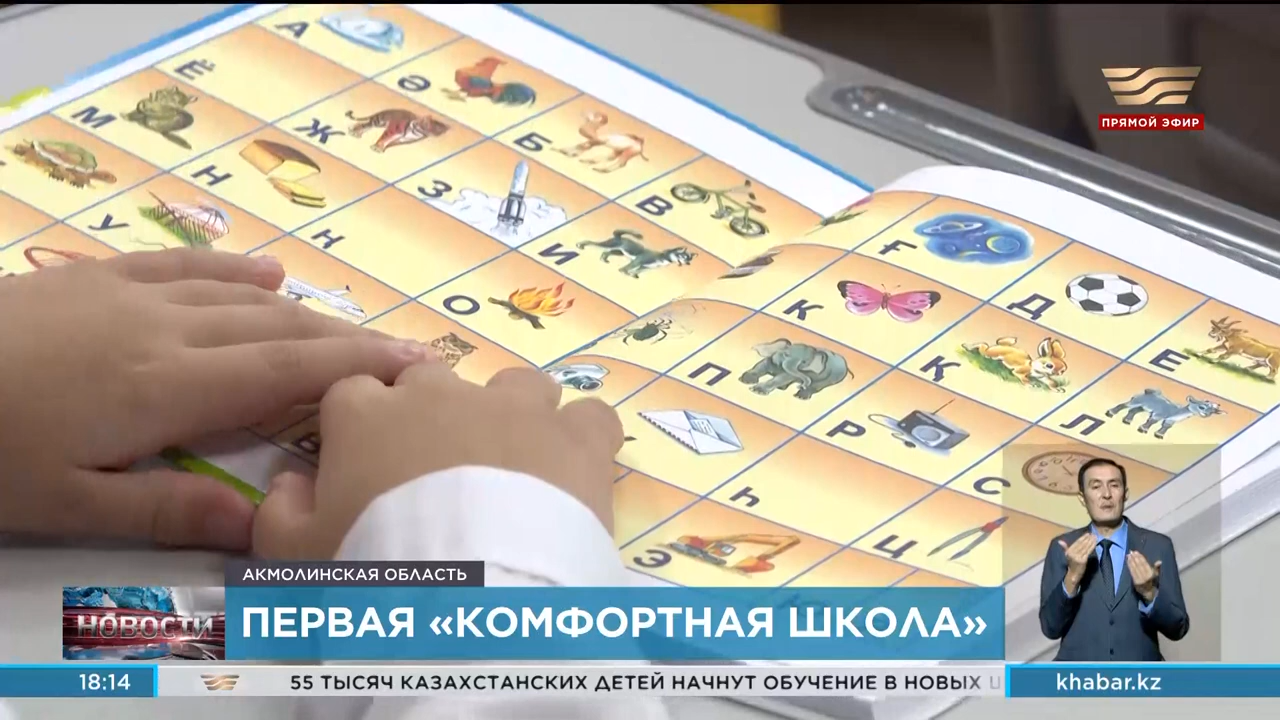 А
Ә
Б
В
Ғ
Д
Е
Ё
Ж
З
И
К
Қ
Л
М
Н
Ң
О
П
Р
С
У
Һ
Ц
Э
ПРЯМОЙ ЭФИР
АКМОЛИНСКАЯ ОБЛАСТЬ
НОВОСТИ
ПЕРВАЯ «КОМФОРТНАЯ ШКОЛА»
18:14
55 ТЫСЯЧ КАЗАХСТАНСКИХ ДЕТЕЙ НАЧНУТ ОБУЧЕНИЕ В НОВЫХ
khabar.kz